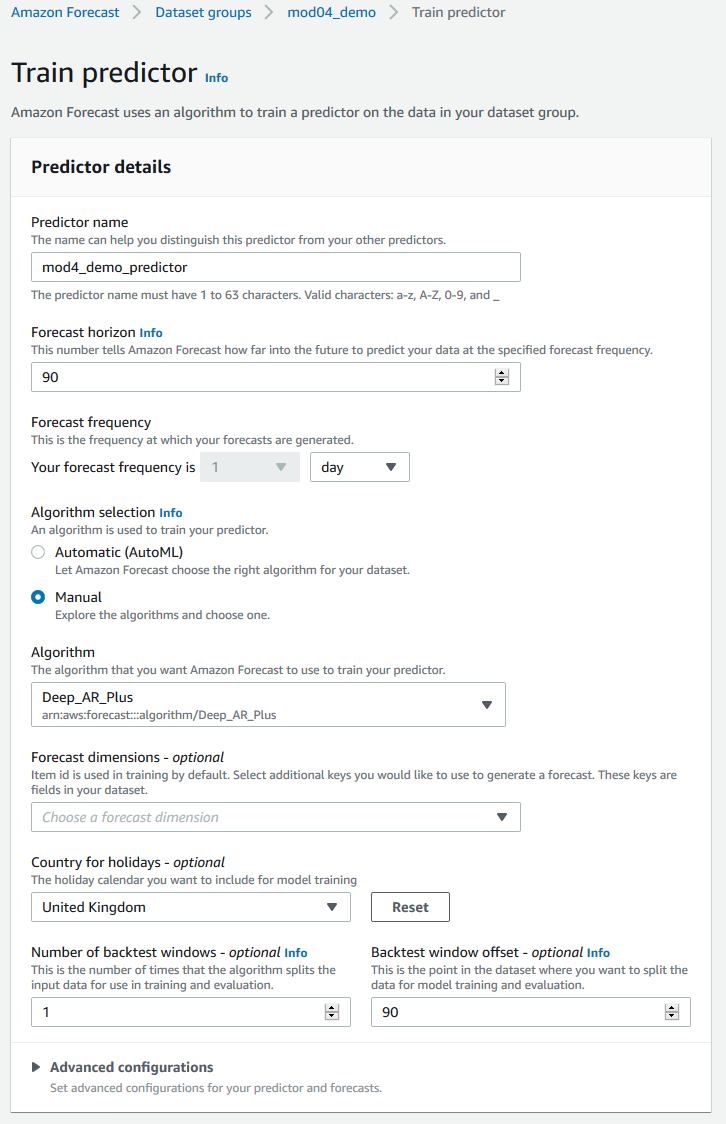 Amazon Forecast > Dataset groups > mod04_demo > Train predictor
Train predictor Info
Amazon Forecast uses an algorithm to train a predictor on the data in your dataset group.
Predictor details
Predictor name
The name can help you distinguish this predictor from your other predictors.
mod4_demo_predictor
The predictor name must have 1 to 63 characters. Valid characters: a-z, A-Z, 0-9, and _
Forecast horizon Info
This number tells Amazon Forecast how far into the future to predict your data at the specified forecast frequency.
90
Forecast frequency
This is the frequency at which your forecasts are generated.
Your forecast frequency is 1 day
Algorithm selection Info
An algorithm is used to train your predictor.
Automatic (AutoML)
Let Amazon Forecast choose the right algorithm for your dataset.
Manual
Explore the algorithms and choose one.
Algorithm
The algorithm that you want Amazon Forecast to use to train your predictor.
Deep_AR_Plus
arn:aws:forecast:::algorithm/Deep_AR_Plus
Forecast dimensions - optional
Item id is used in training by default. Select additional keys you would like to use to generate a forecast. These keys are
fields in your dataset.
Choose a forecast dimension
Country for holidays - optional
The holiday calendar you want to include for model training
United Kingdom Reset
Number of backtest windows - optional Info
This is the number of times that the algorithm splits the
input data for use in training and evaluation.
1
Backtest window offset - optional Info
This is the point in the dataset where you want to split the
data for model training and evaluation.
90
Advanced configurations
Set advanced configurations for your predictor and forecasts.